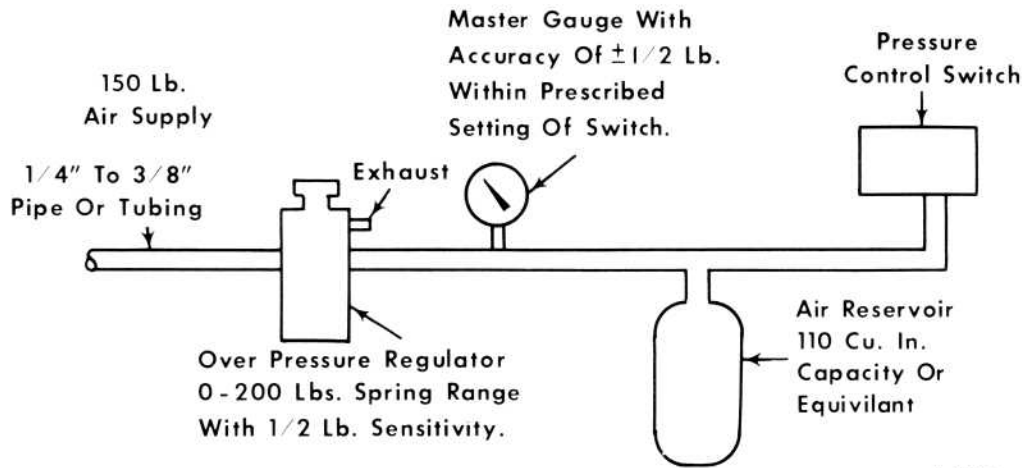 150 Lb.
Air Supply
1/4" To 3/8"
Pipe Or Tubing
Exhaust
Master Gauge With
Accuracy Of ±1/2 Lb.
Within Prescribed
Setting Of Switch.
Pressure
Control Switch
Over Pressure Regulator
0-200 Lbs. Spring Range
With 1/2 Lb. Sensitivity.
Air Reservoir
110 Cu. In.
Capacity Or
Equivilant